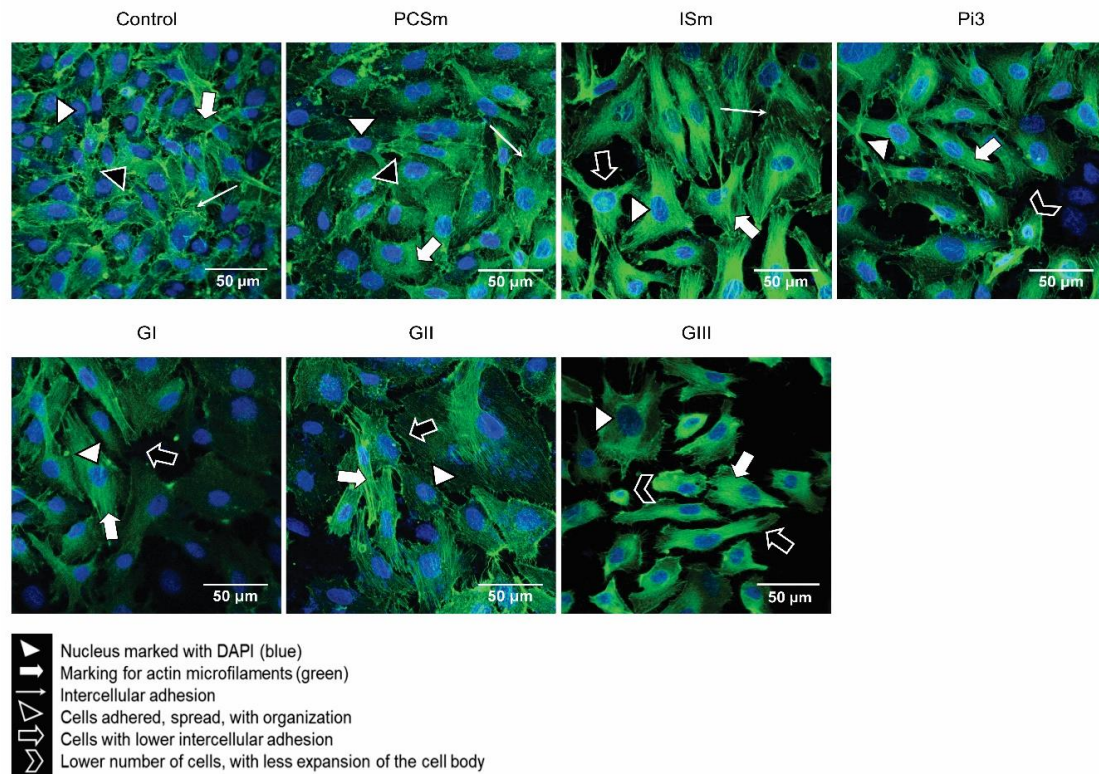 Control PCSm ISm Pi3
50 µm 50 µm 50 µm 50 µm
GI GII GIII
50 µm 50 µm 50 µm
Nucleus marked with DAPI (blue)
Marking for actin microfilaments (green)
Intercellular adhesion
Cells adhered, spread, with organization
Cells with lower intercellular adhesion
Lower number of cells, with less expansion of the cell body